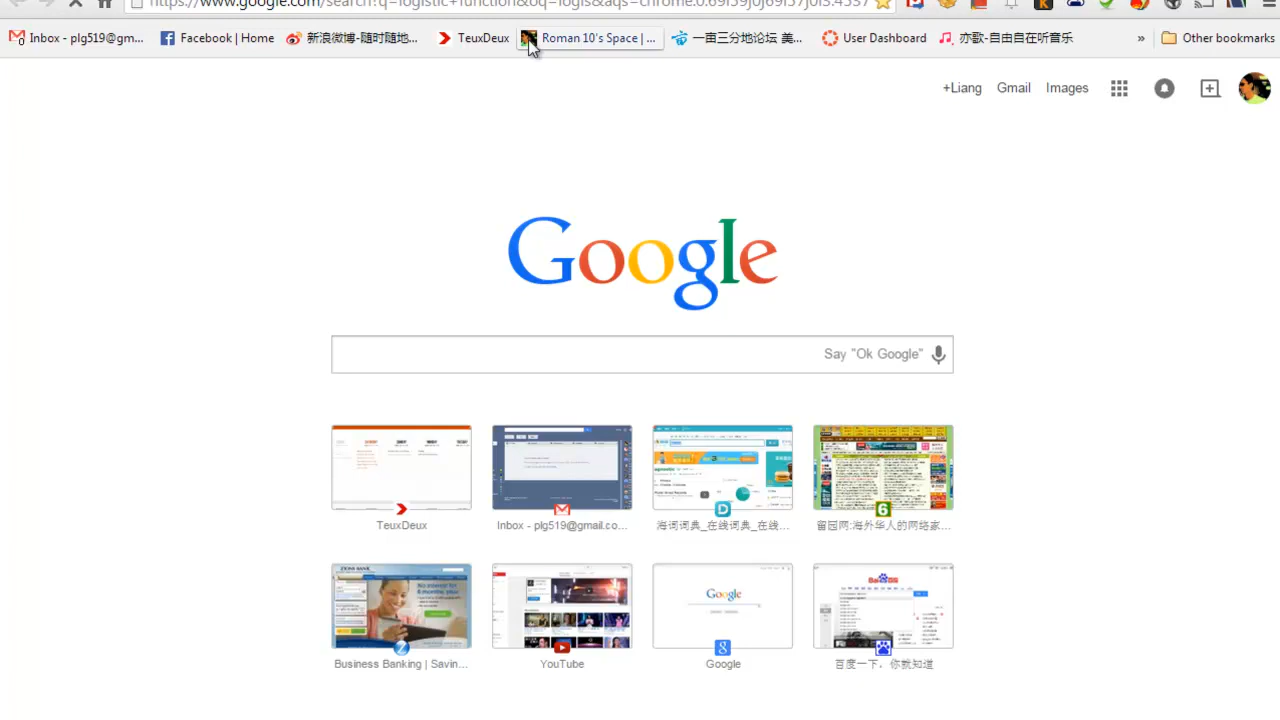 https://www.google.com/search?q=logistic+function&oq=logis&aqs=chrome.0.69i59j0j69i57j0l3.4537
Inbox - plg519@gm... Facebook | Home 新浪微博-随时随地... TeuxDeux Roman 10's Space | ... 一亩三分地论坛 美... User Dashboard 亦歌-自由自在听音乐 » Other bookmarks
+Liang Gmail Images
Google
Say "Ok Google"
TeuxDeux Inbox - plg519@gmail.co... 海词词典_在线词典_在线... 留园网:海外华人的网络家...
Business Banking | Savin... YouTube Google 百度一下，你就知道